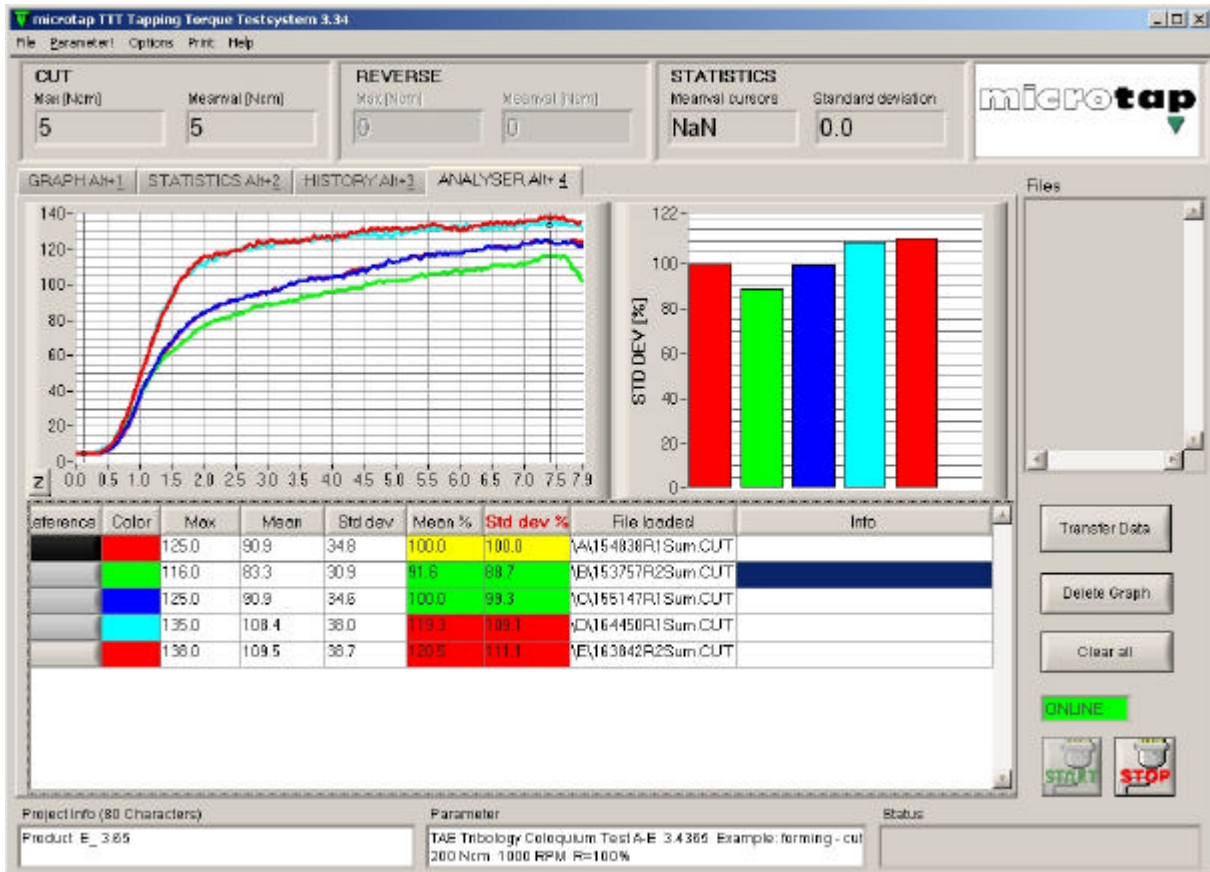 microtap TTT Tapping Torque Testsystem 3.34
File Parameter! Options Print Help
CUT
Max [Ncm] Meanval [Ncm]
5 5
REVERSE
Max [Ncm] Meanval [Ncm]
0 0
STATISTICS
Meanval cursors Standard deviation
NaN 0.0
microtap
GRAPH Alt+1 STATISTICS Alt+2 HISTORY Alt+3 ANALYSER Alt+ 4
Files
140
120
100
80
60
40
20
0
Z 0.0 0.5 1.0 1.5 2.0 2.5 3.0 3.5 4.0 4.5 5.0 5.5 6.0 6.5 7.0 7.5 7.9
STD DEV [%]
122
100
80
60
40
20
0
eference Color Max Mean Std dev Mean % Std dev % File loaded Info
125.0 90.9 34.8 100.0 100.0 \A\154838R1Sum.CUT
116.0 83.3 30.9 91.6 88.7 \B\153757R2Sum.CUT
125.0 90.9 34.6 100.0 99.3 \C\155147R1Sum.CUT
135.0 108.4 38.0 119.3 109.1 \D\164450R1Sum.CUT
138.0 109.5 38.7 120.5 111.1 \E\163842R2Sum.CUT
Transfer Data
Delete Graph
Clear all
ONLINE
START STOP
Project Info (80 Characters)
Product E_ 3.65
Parameter
TAE Tribology Coloquium Test A-E 3.4365 Example: forming - cut
200 Ncm 1000 RPM R=100%
Status